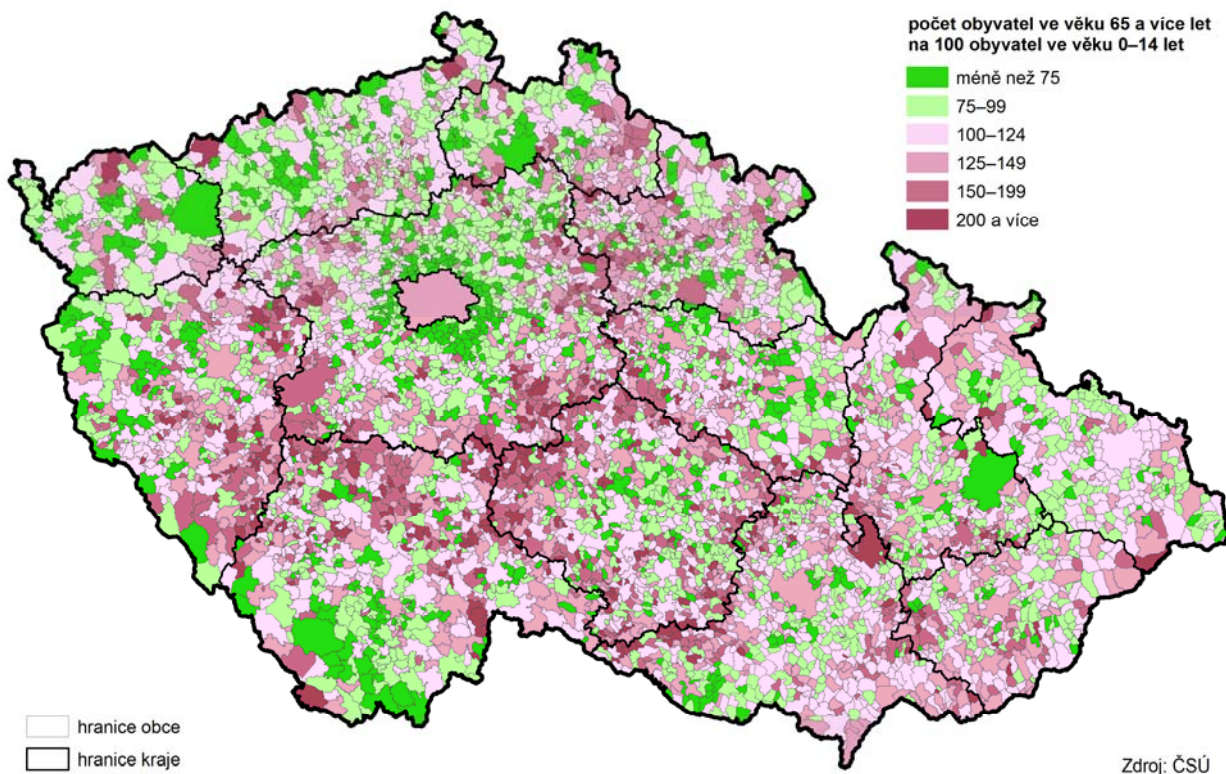 počet obyvatel ve věku 65 a více let
na 100 obyvatel ve věku 0–14 let
méně než 75
75–99
100–124
125–149
150–199
200 a více
hranice obce
hranice kraje
Zdroj: ČSÚ